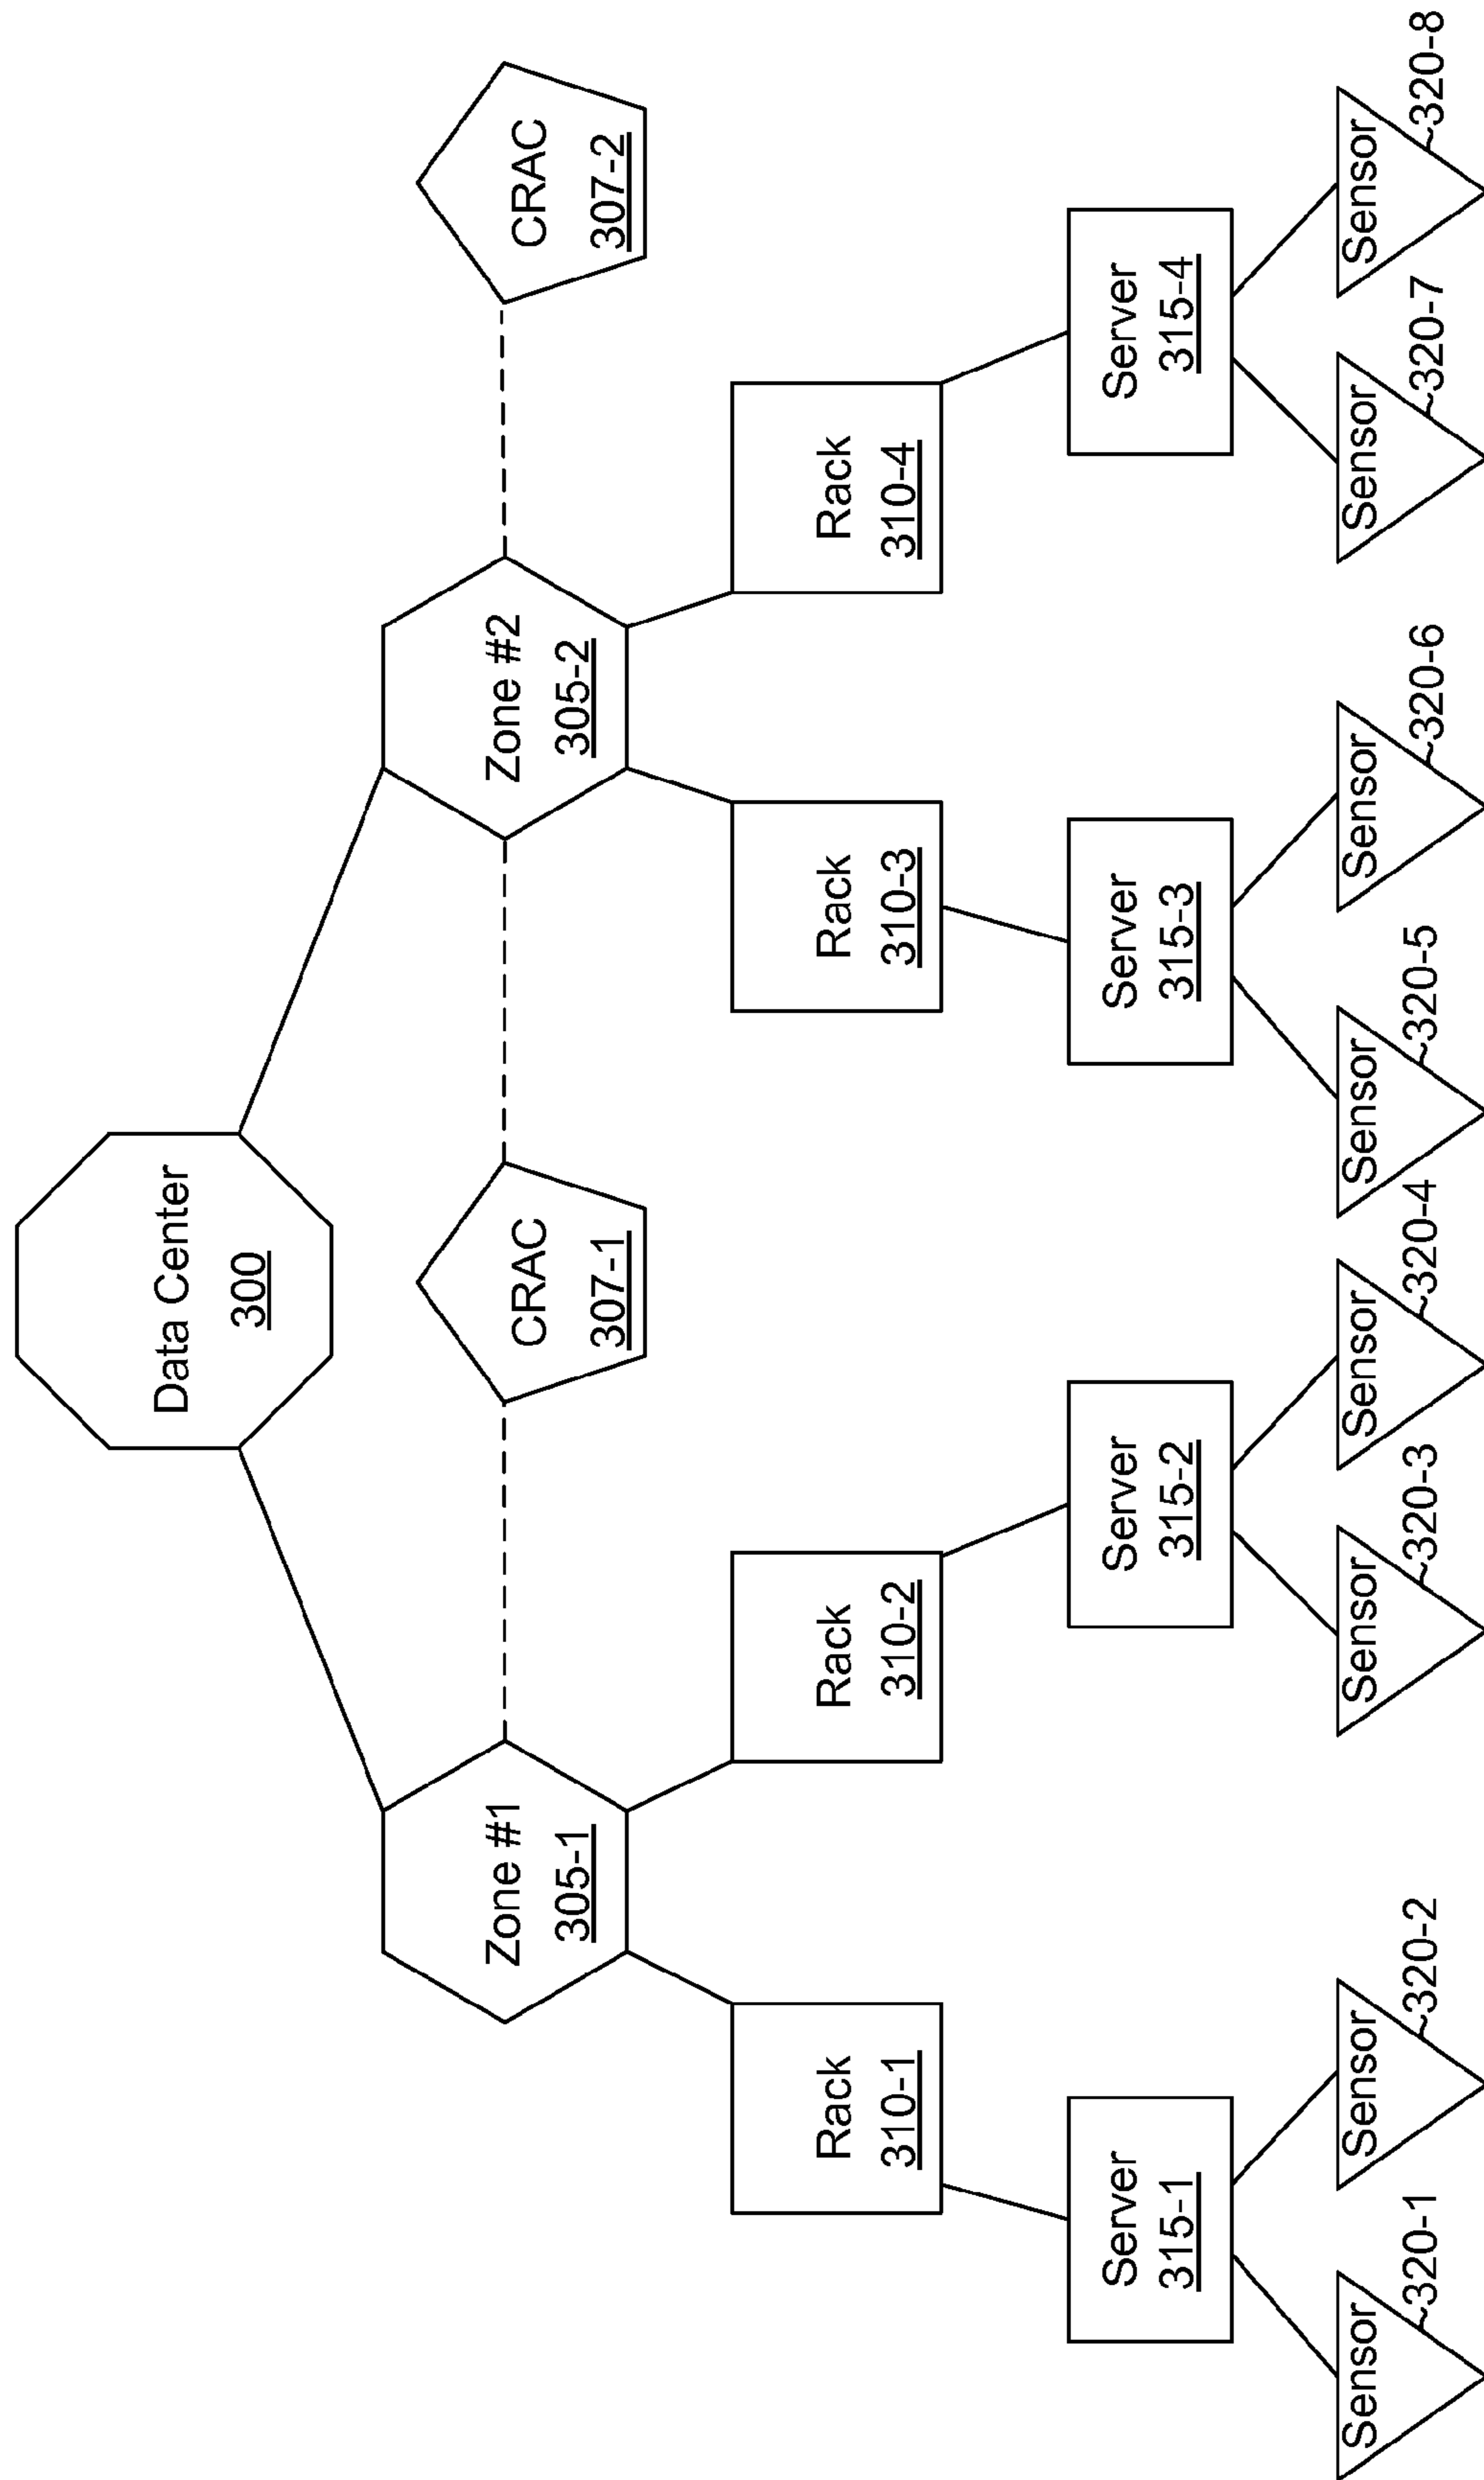 Data Center
300
Zone #1
305-1
CRAC
307-1
Zone #2
305-2
CRAC
307-2
Rack
310-1
Rack
310-2
Rack
310-3
Rack
310-4
Server
315-1
Server
315-2
Server
315-3
Server
315-4
Sensor
320-1
Sensor
320-2
Sensor
320-3
Sensor
320-4
Sensor
320-5
Sensor
320-6
Sensor
320-7
Sensor
320-8